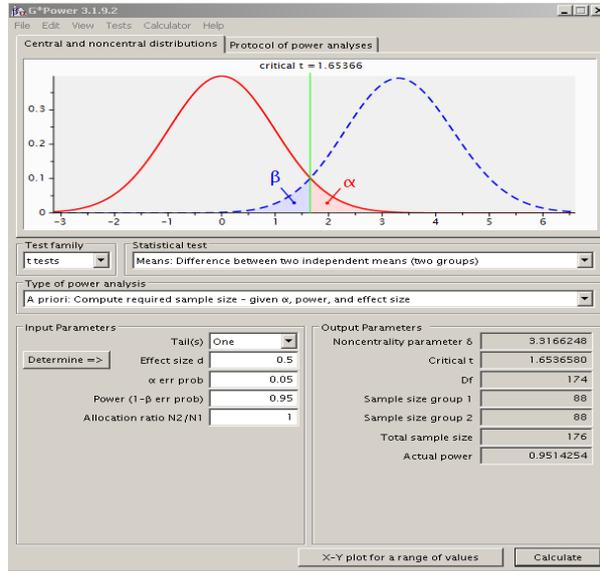 G*Power 3.1.9.2
File Edit View Tests Calculator Help
Central and noncentral distributions Protocol of power analyses
critical t = 1.65366
0.3
0.2
0.1
0
β
α
-3 -2 -1 0 1 2 3 4 5 6
Test family
Statistical test
t tests
Means: Difference between two independent means (two groups)
Type of power analysis
A priori: Compute required sample size - given α, power, and effect size
Input Parameters
Output Parameters
Tail(s) One
Noncentrality parameter δ 3.3166248
Determine =>
Effect size d 0.5
Critical t 1.6536580
α err prob 0.05
Df 174
Power (1-β err prob) 0.95
Sample size group 1 88
Allocation ratio N2/N1 1
Sample size group 2 88
Total sample size 176
Actual power 0.9514254
X-Y plot for a range of values
Calculate